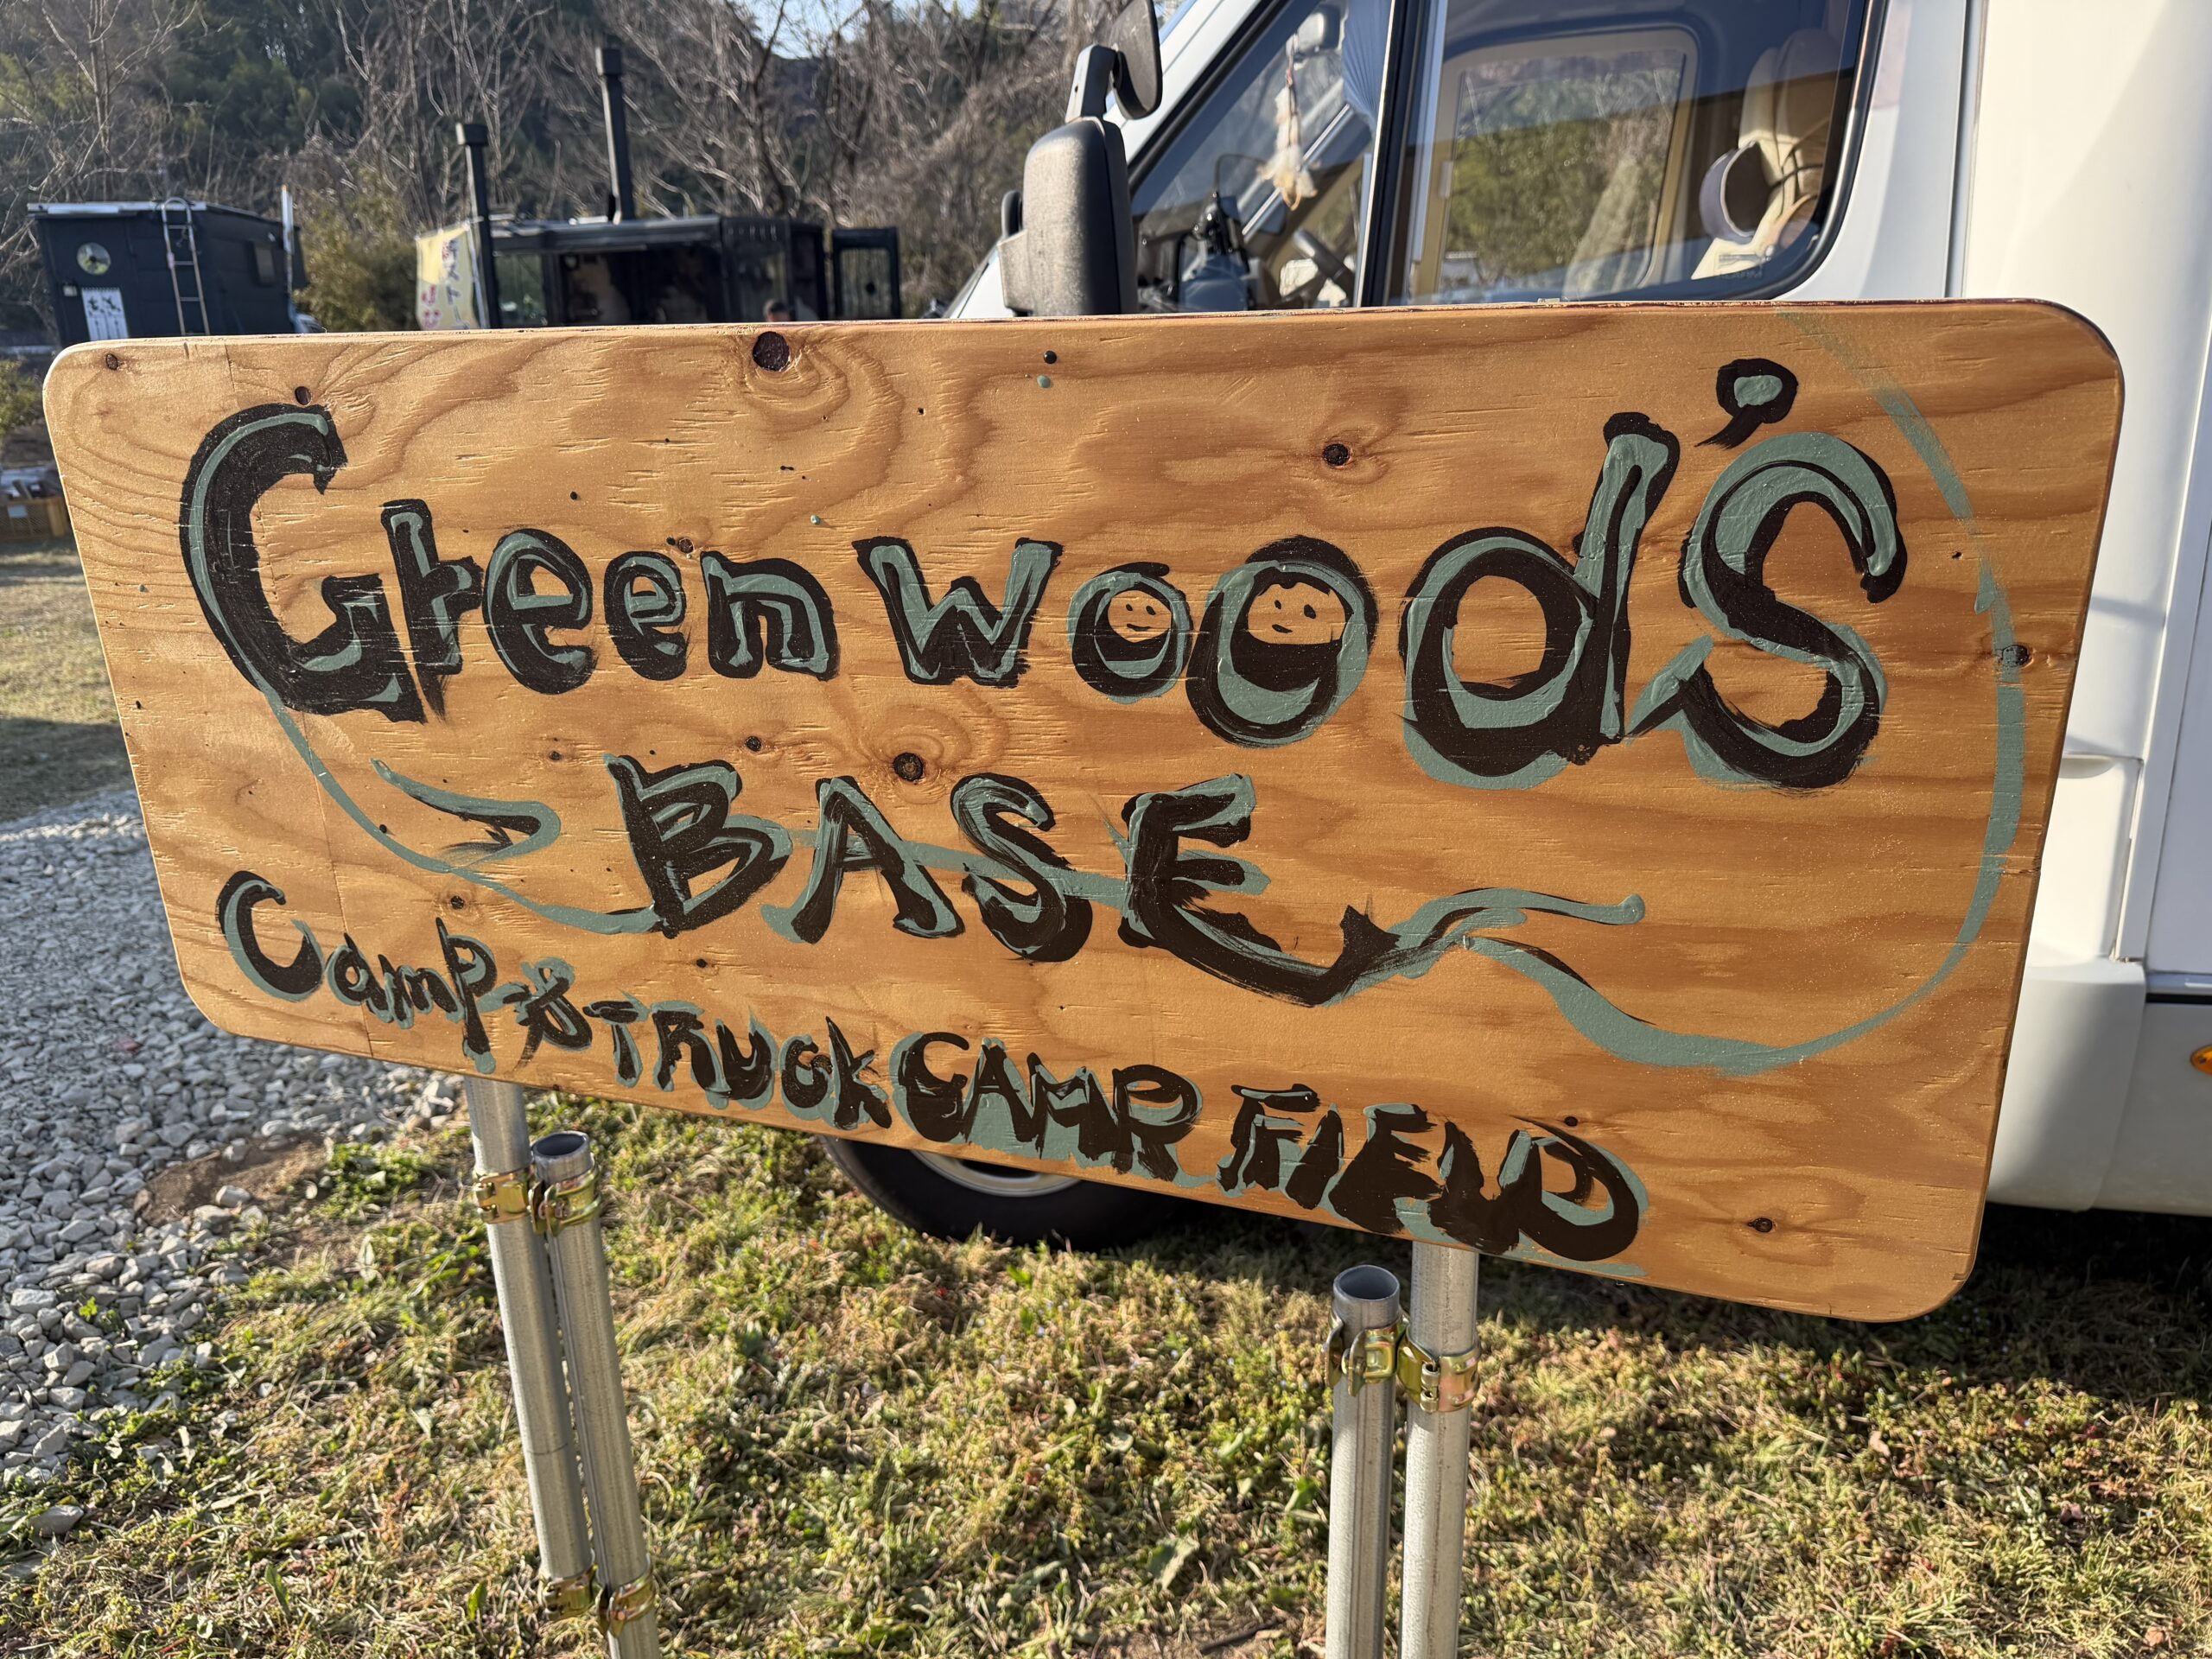 Greenwood's
BASE
Camp & TRUCK CAMP FIELD